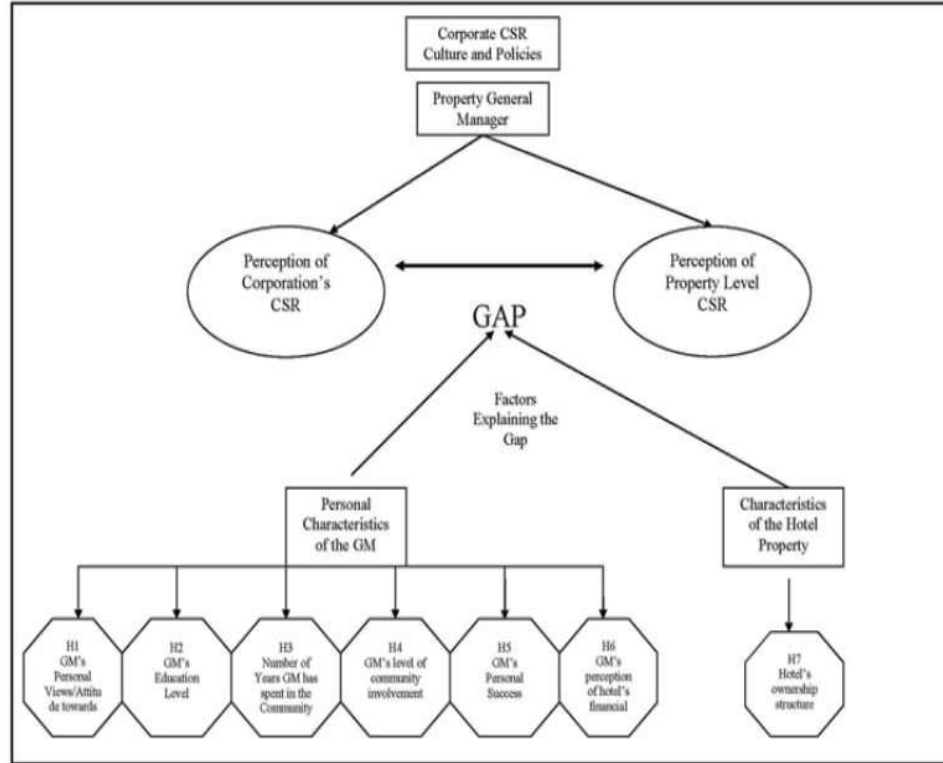 Corporate CSR
Culture and Policies
Property General
Manager
Perception of
Corporation's
CSR
Perception of
Property Level
CSR
GAP
Factors
Explaining the
Gap
Personal
Characteristics
of the GM
Characteristics
of the Hotel
Property
H1
GM's
Personal
Views/Attitu
de towards
H2
GM's
Education
Level
H3
Number of
Years GM has
spent in the
Community
H4
GM's level of
community
involvement
H5
GM's
Personal
Success
H6
GM's
perception
of hotel's
financial
H7
Hotel's
ownership
structure